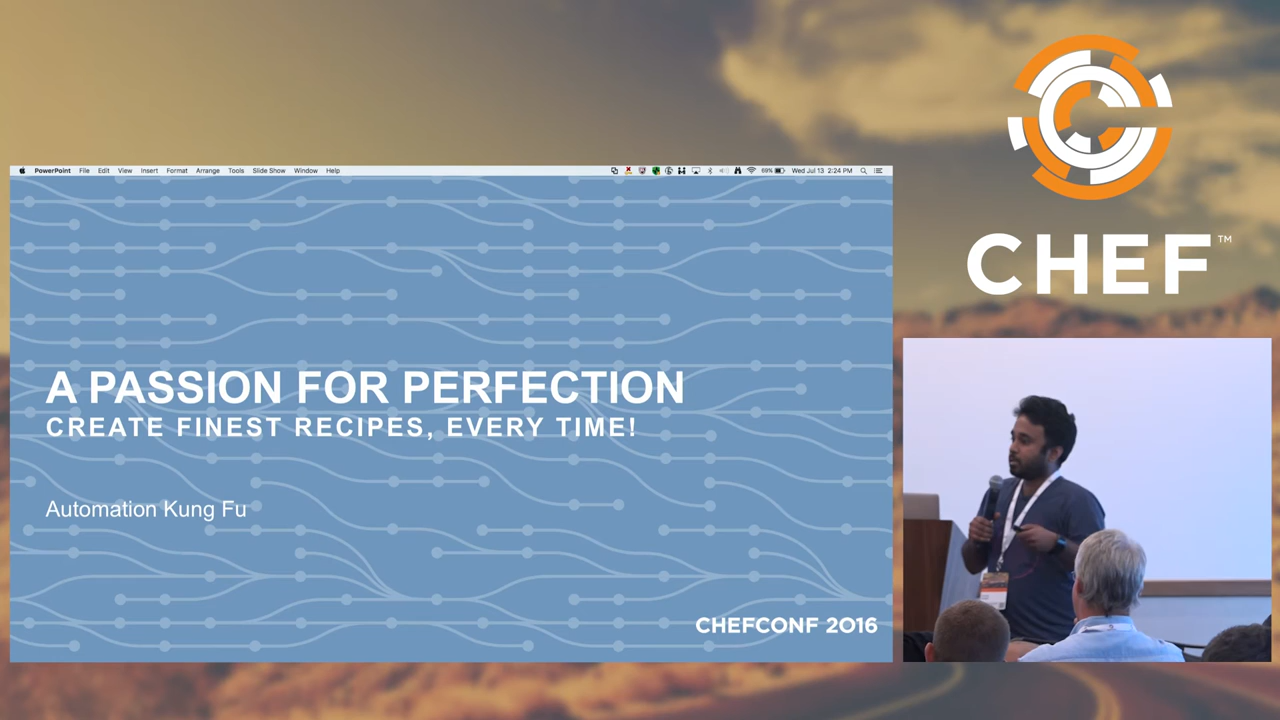 PowerPoint File Edit View Insert Format Arrange Tools Slide Show Window Help 69% Wed Jul 13 2:24 PM
A PASSION FOR PERFECTION
CREATE FINEST RECIPES, EVERY TIME!
Automation Kung Fu
CHEFCONF 2016
CHEF™